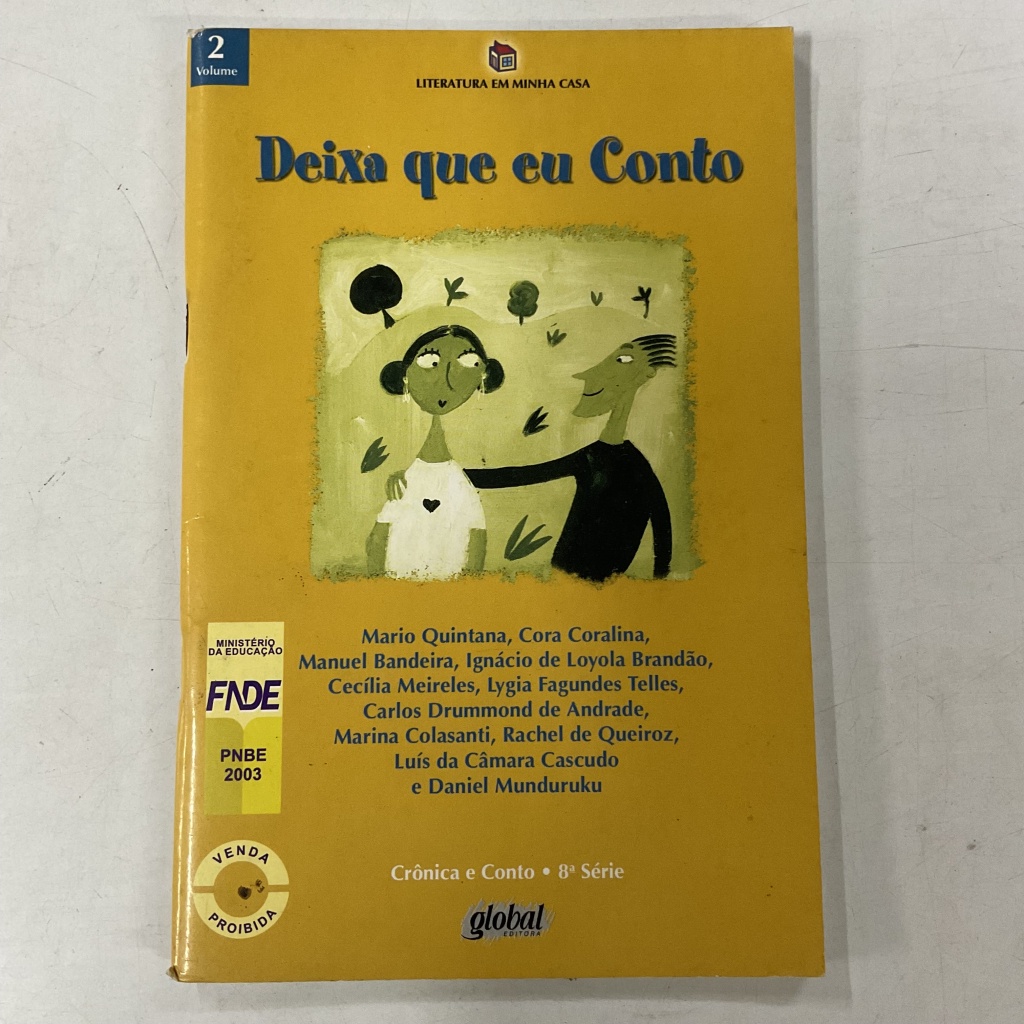 2
Volume
LITERATURA EM MINHA CASA
Deixa que eu Conto
Mario Quintana, Cora Coralina,
Manuel Bandeira, Ignácio de Loyola Brandão,
Cecília Meireles, Lygia Fagundes Telles,
Carlos Drummond de Andrade,
Marina Colasanti, Rachel de Queiroz,
Luís da Câmara Cascudo
e Daniel Munduruku
MINISTÉRIO
DA EDUCAÇÃO
FNDE
PNBE
2003
VENDA
PROIBIDA
Crônica e Conto • 8ª Série
global
EDITORA